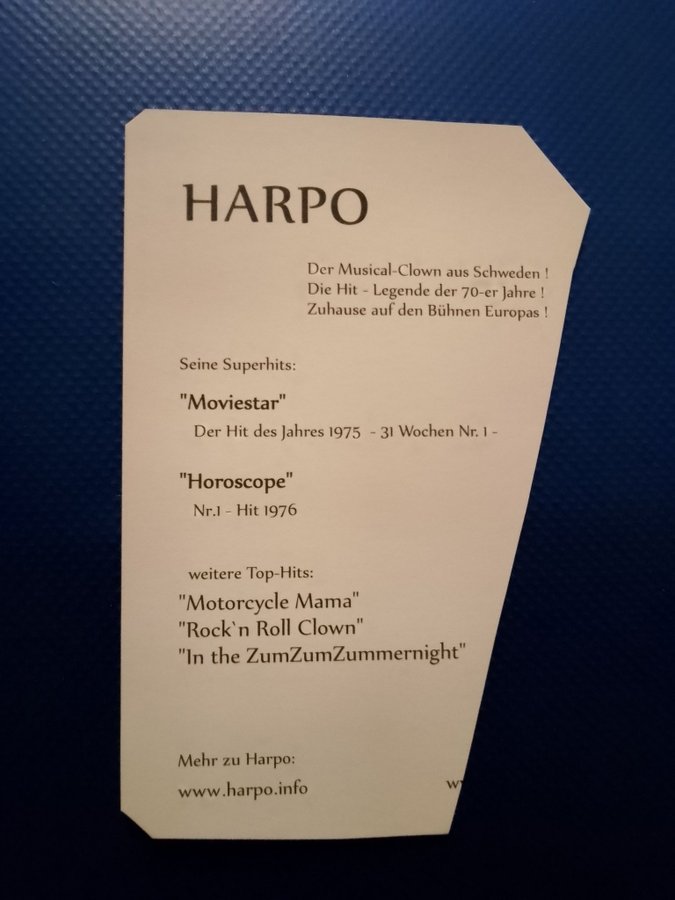 HARPO
Der Musical-Clown aus Schweden !
Die Hit - Legende der 70-er Jahre !
Zuhause auf den Bühnen Europas !
Seine Superhits:
"Moviestar"
Der Hit des Jahres 1975 - 31 Wochen Nr. 1 -
"Horoscope"
Nr.1 - Hit 1976
weitere Top-Hits:
"Motorcycle Mama"
"Rock`n Roll Clown"
"In the ZumZumZummernight"
Mehr zu Harpo:
www.harpo.info